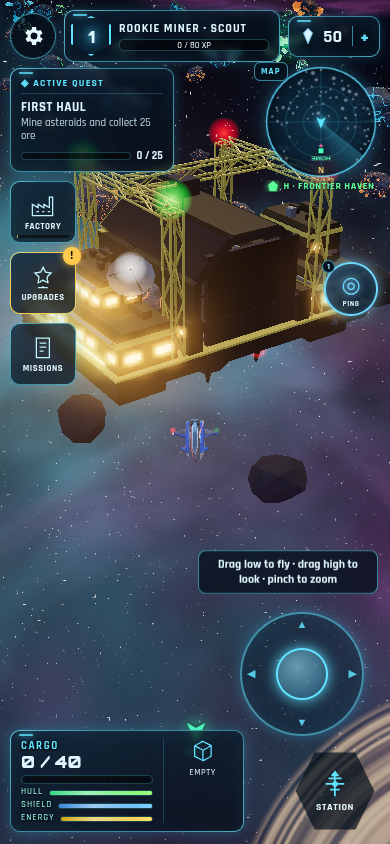 1
ROOKIE MINER · SCOUT
0 / 80 XP
50
+
ACTIVE QUEST
FIRST HAUL
Mine asteroids and collect 25
ore
0 / 25
MAP
HOME
N
H · FRONTIER HAVEN
FACTORY
!
UPGRADES
1
PING
MISSIONS
Drag low to fly · drag high to
look · pinch to zoom
CARGO
0 / 40
EMPTY
HULL
SHIELD
ENERGY
STATION